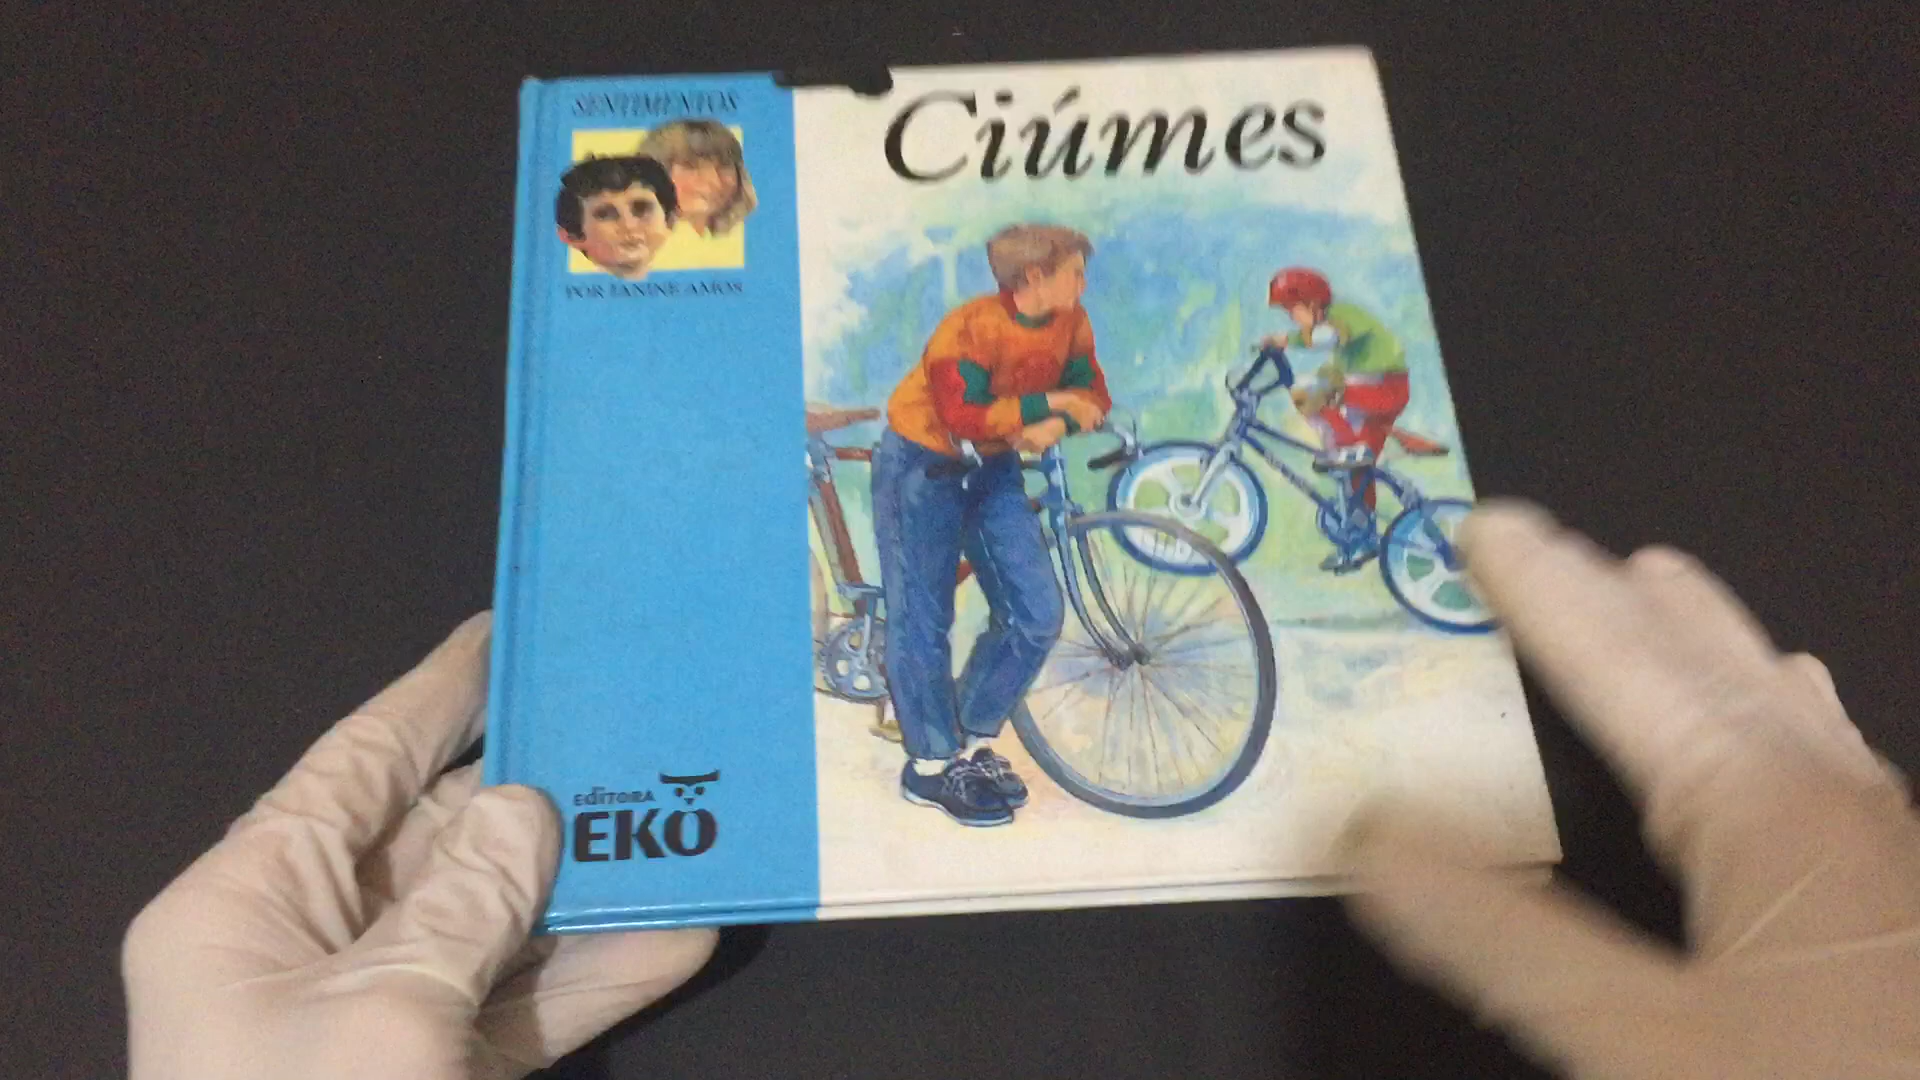 SENTIMENTOS
POR JANINE AMOS
Ciúmes
EdITORA
EKO